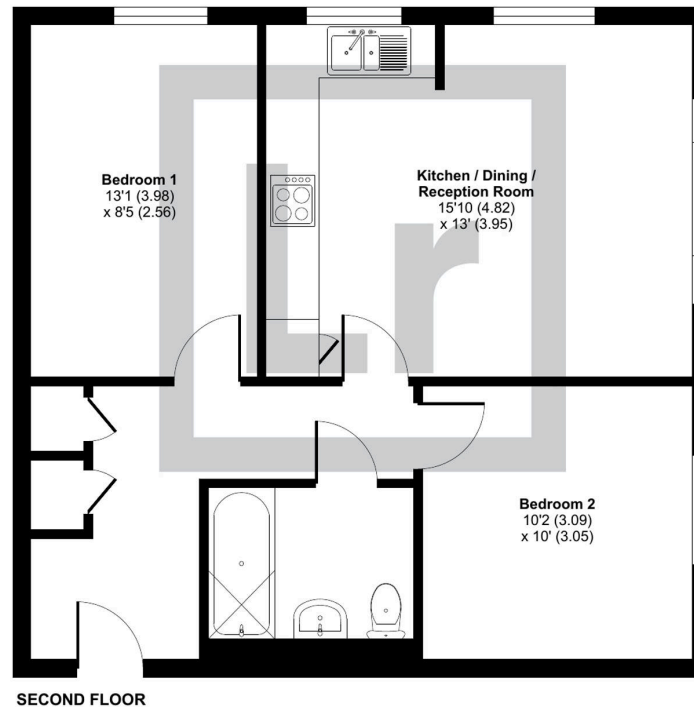 Bedroom 1
13'1 (3.98)
x 8'5 (2.56)
Kitchen / Dining /
Reception Room
15'10 (4.82)
x 13' (3.95)
Lr
Bedroom 2
10'2 (3.09)
x 10' (3.05)
SECOND FLOOR